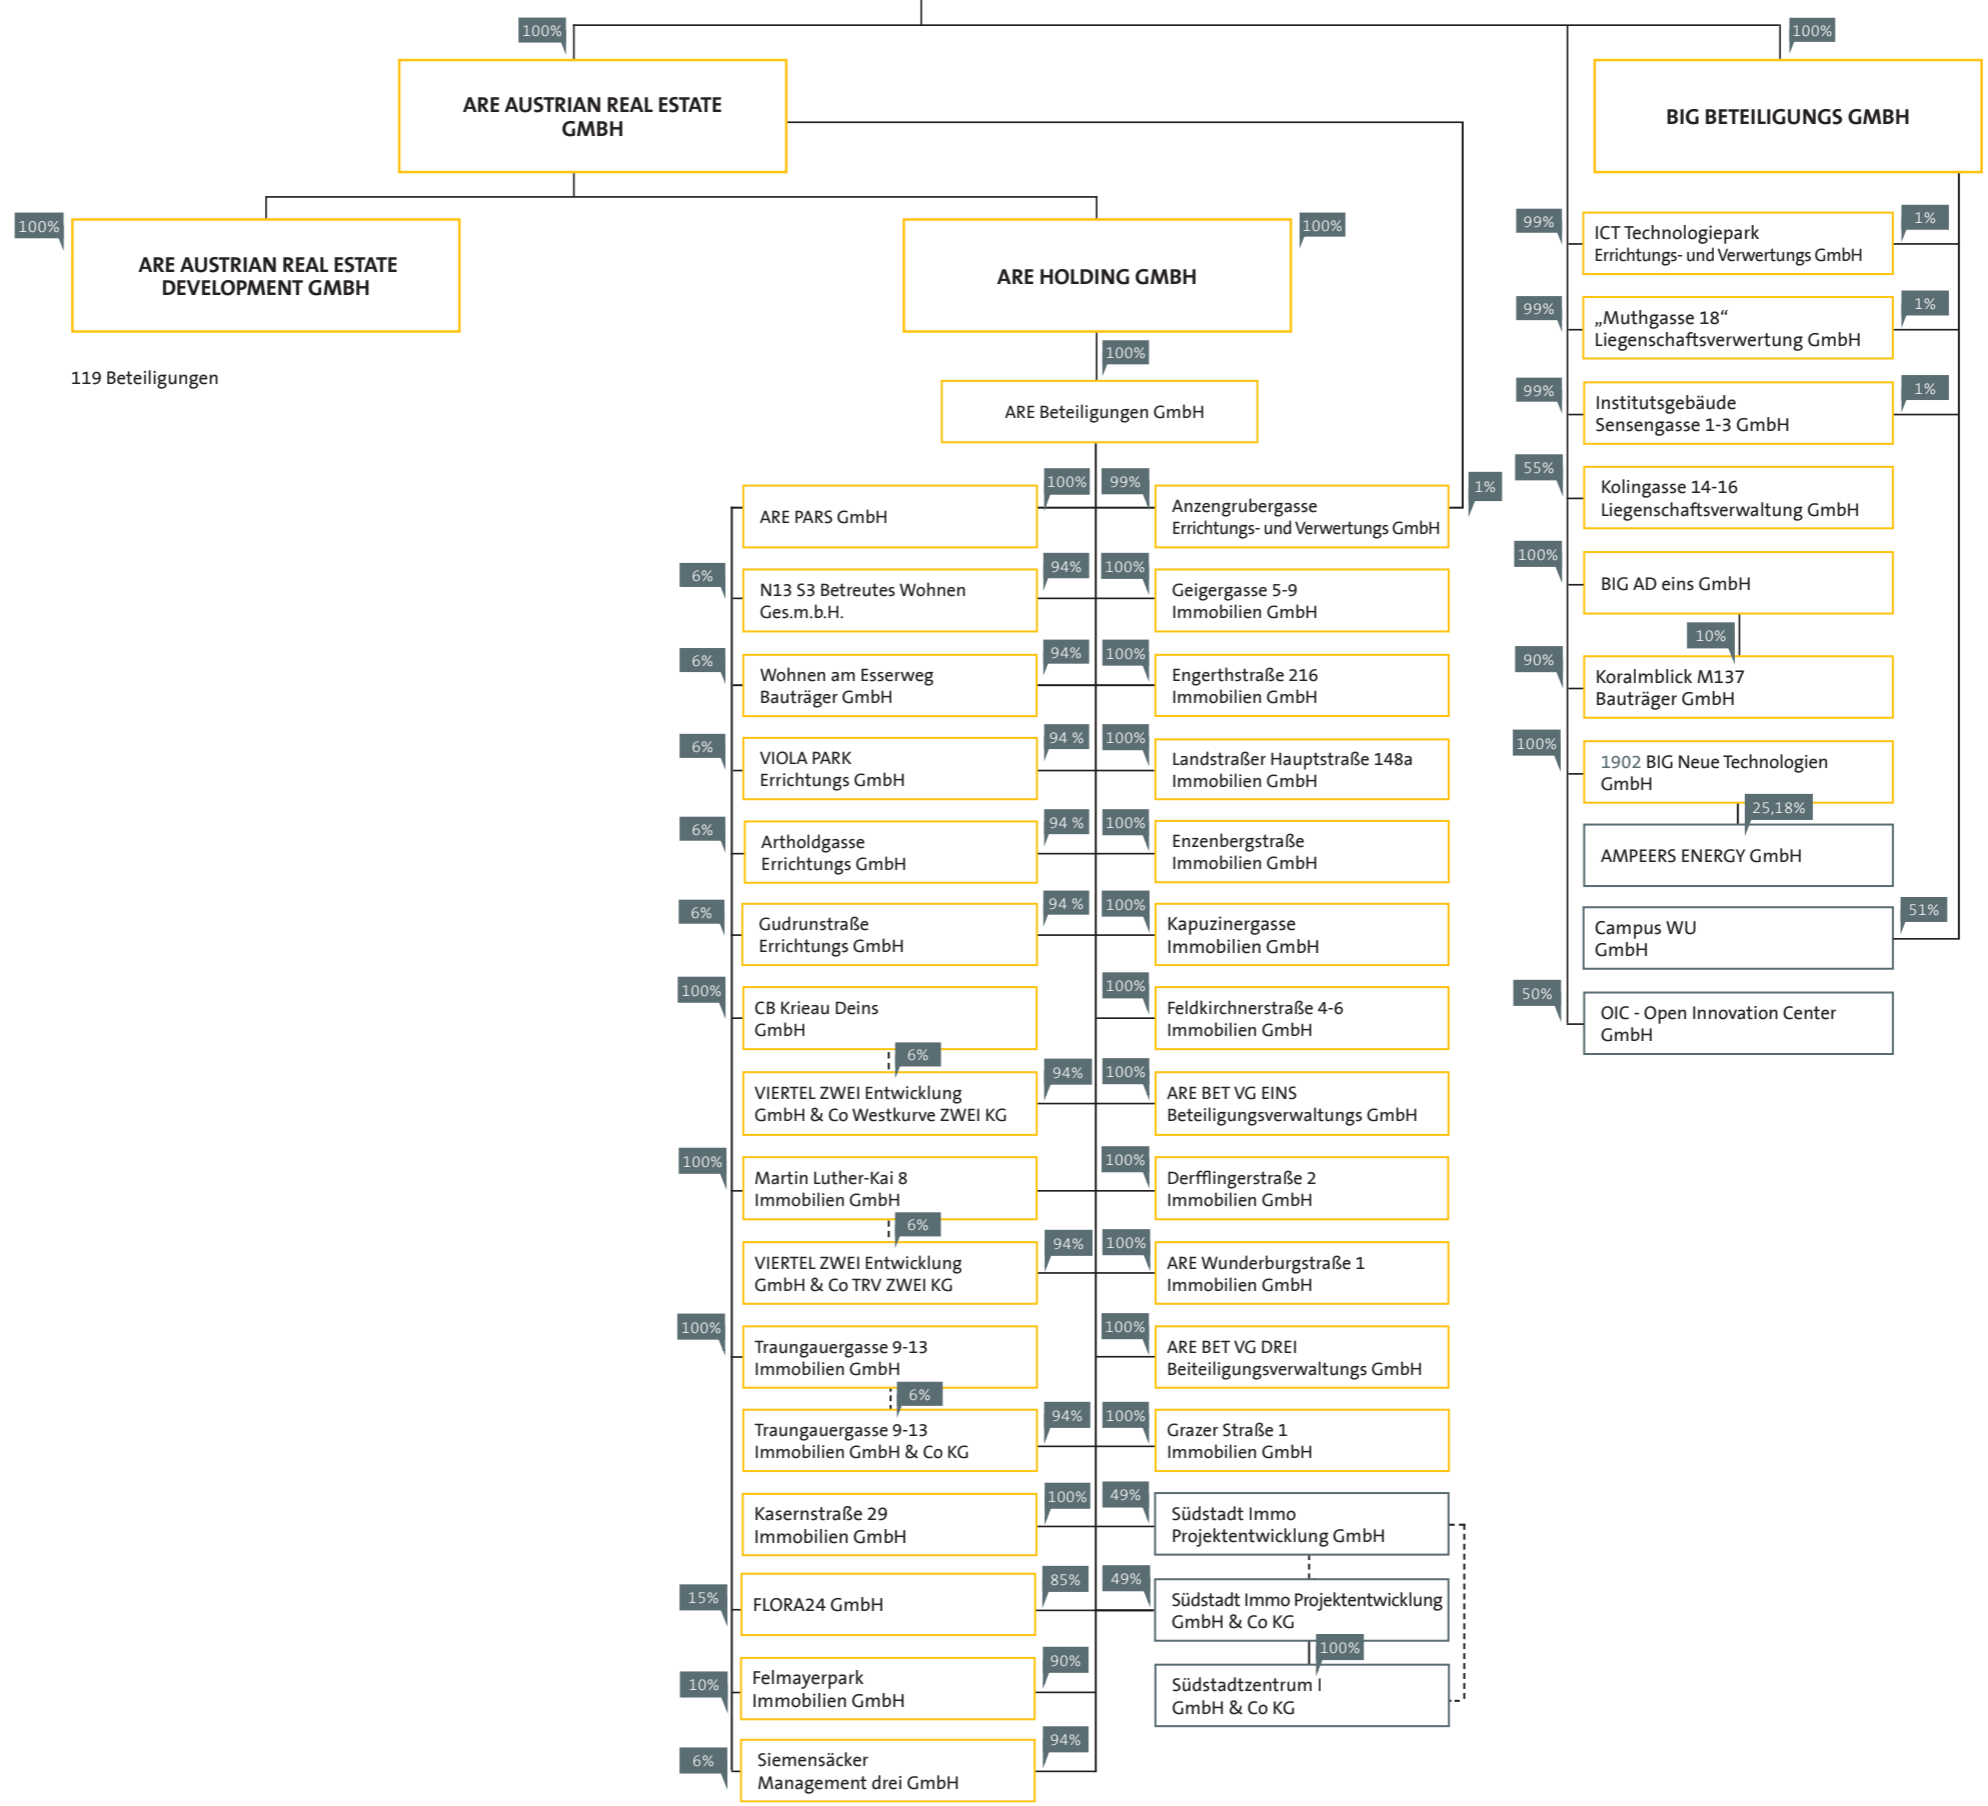 100%
100%
ARE AUSTRIAN REAL ESTATE
GMBH
BIG BETEILIGUNGS GMBH
100%
ARE AUSTRIAN REAL ESTATE
DEVELOPMENT GMBH
119 Beteiligungen
100%
ARE HOLDING GMBH
100%
ARE Beteiligungen GmbH
100%
ARE PARS GmbH
99%
1%
Anzengrubergasse
Errichtungs- und Verwertungs GmbH
6%
94%
N13 S3 Betreutes Wohnen
Ges.m.b.H.
100%
Geigergasse 5-9
Immobilien GmbH
6%
94%
Wohnen am Esserweg
Bauträger GmbH
100%
Engerthstraße 216
Immobilien GmbH
6%
94 %
VIOLA PARK
Errichtungs GmbH
100%
Landstraßer Hauptstraße 148a
Immobilien GmbH
6%
94 %
Artholdgasse
Errichtungs GmbH
100%
Enzenbergstraße
Immobilien GmbH
6%
94 %
Gudrunstraße
Errichtungs GmbH
100%
Kapuzinergasse
Immobilien GmbH
100%
CB Krieau Deins
GmbH
100%
Feldkirchnerstraße 4-6
Immobilien GmbH
6%
94%
VIERTEL ZWEI Entwicklung
GmbH & Co Westkurve ZWEI KG
100%
ARE BET VG EINS
Beteiligungsverwaltungs GmbH
100%
Martin Luther-Kai 8
Immobilien GmbH
100%
Derfflingerstraße 2
Immobilien GmbH
6%
94%
VIERTEL ZWEI Entwicklung
GmbH & Co TRV ZWEI KG
100%
ARE Wunderburgstraße 1
Immobilien GmbH
100%
Traungauergasse 9-13
Immobilien GmbH
100%
ARE BET VG DREI
Beiteiligungsverwaltungs GmbH
6%
94%
Traungauergasse 9-13
Immobilien GmbH & Co KG
100%
Grazer Straße 1
Immobilien GmbH
100%
Kasernstraße 29
Immobilien GmbH
49%
Südstadt Immo
Projektentwicklung GmbH
15%
85%
FLORA24 GmbH
49%
Südstadt Immo Projektentwicklung
GmbH & Co KG
10%
90%
Felmayerpark
Immobilien GmbH
100%
Südstadtzentrum I
GmbH & Co KG
6%
94%
Siemensäcker
Management drei GmbH
99%
1%
ICT Technologiepark
Errichtungs- und Verwertungs GmbH
99%
1%
„Muthgasse 18“
Liegenschaftsverwertung GmbH
99%
1%
Institutsgebäude
Sensengasse 1-3 GmbH
55%
Kolingasse 14-16
Liegenschaftsverwaltung GmbH
100%
BIG AD eins GmbH
10%
90%
Koralmblick M137
Bauträger GmbH
100%
1902 BIG Neue Technologien
GmbH
25,18%
AMPEERS ENERGY GmbH
51%
Campus WU
GmbH
50%
OIC - Open Innovation Center
GmbH